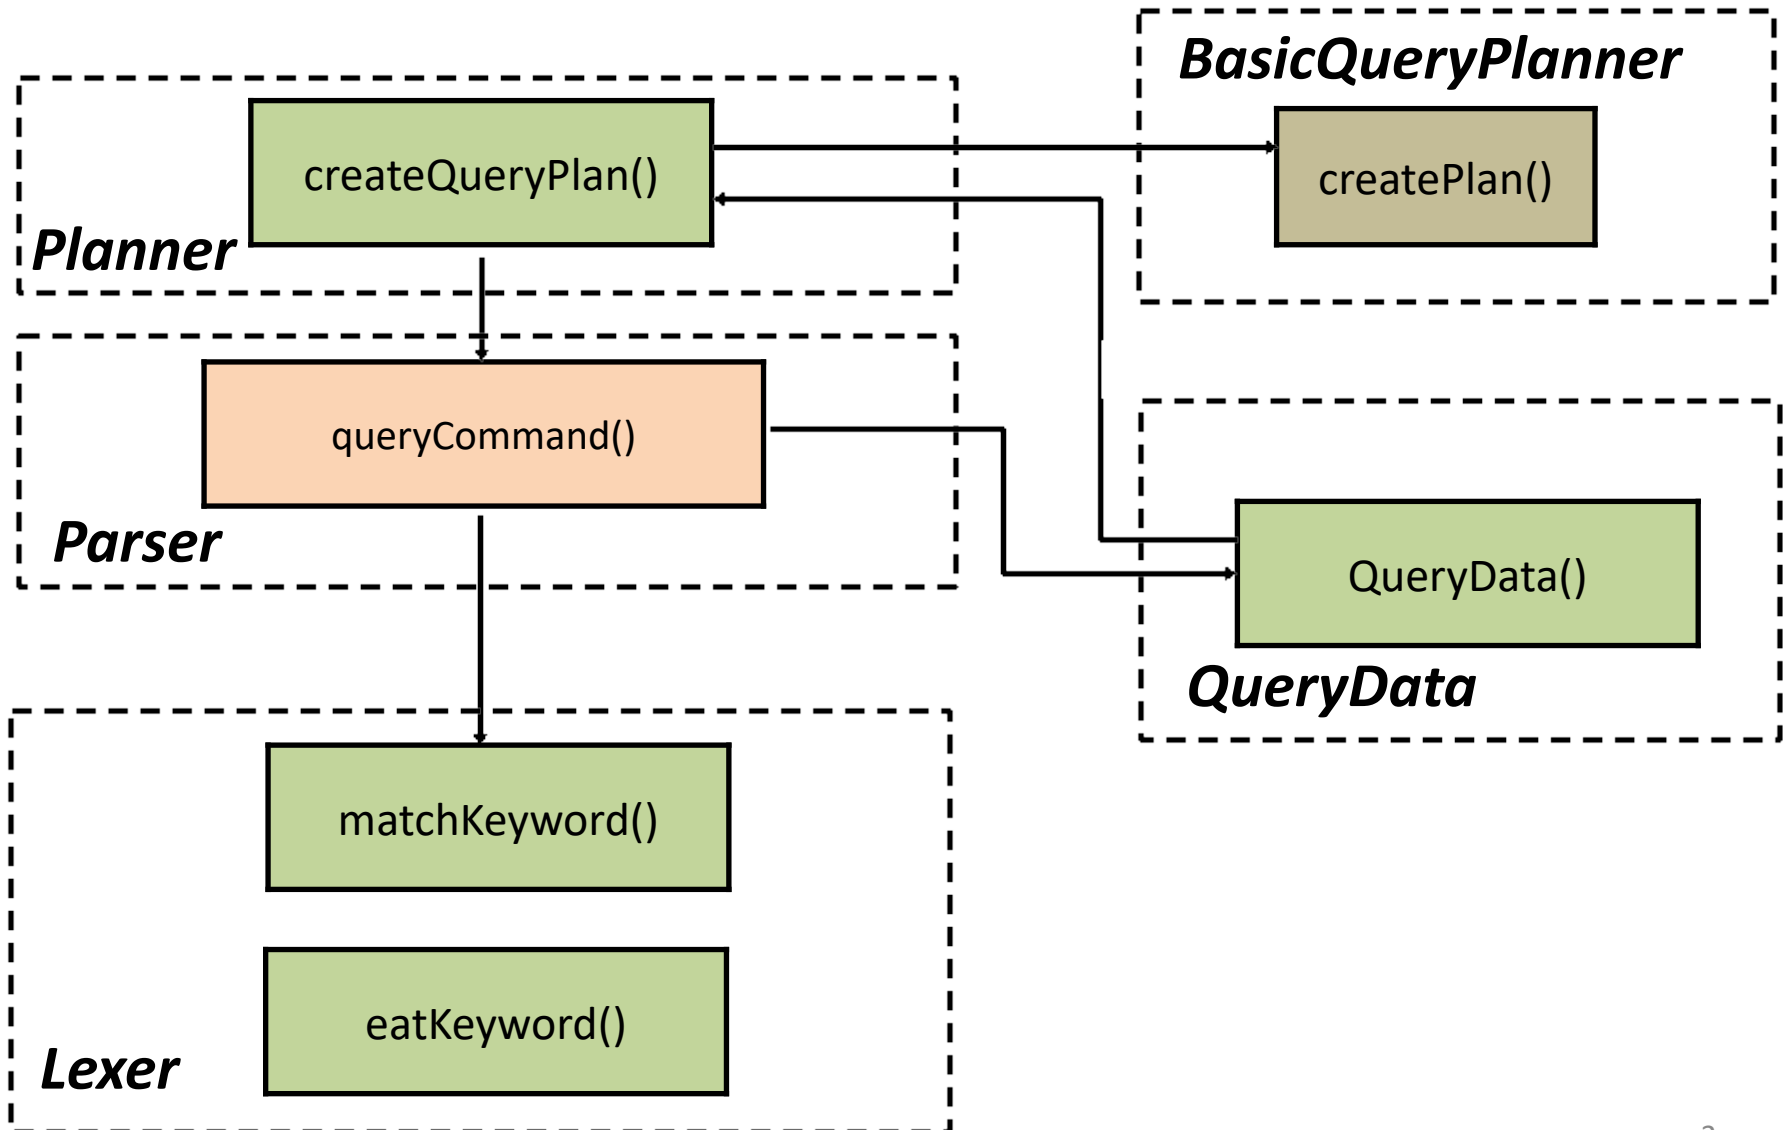 BasicQueryPlanner
createQueryPlan()
createPlan()
Planner
queryCommand()
Parser
QueryData()
QueryData
matchKeyword()
eatKeyword()
Lexer